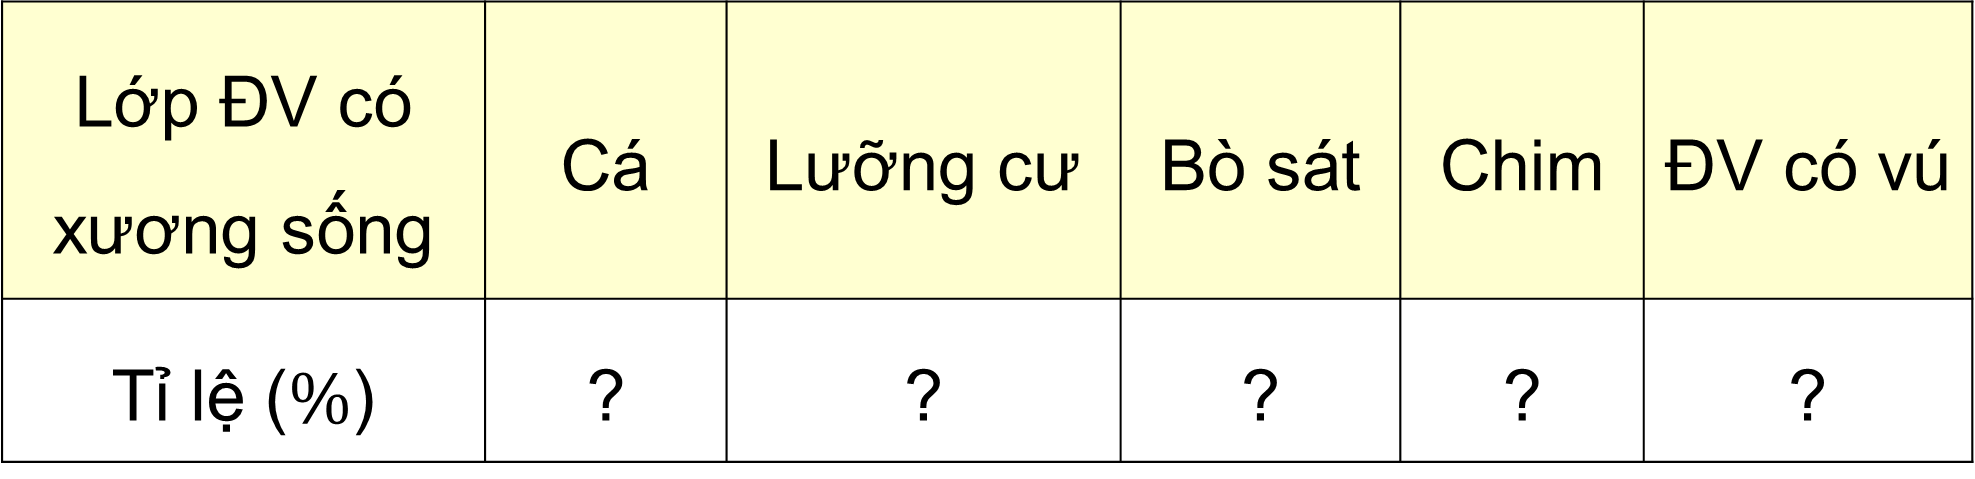 Lớp ĐV có
xương sống
Cá
Lưỡng cư
Bò sát
Chim
ĐV có vú
Tỉ lệ (%)
?
?
?
?
?